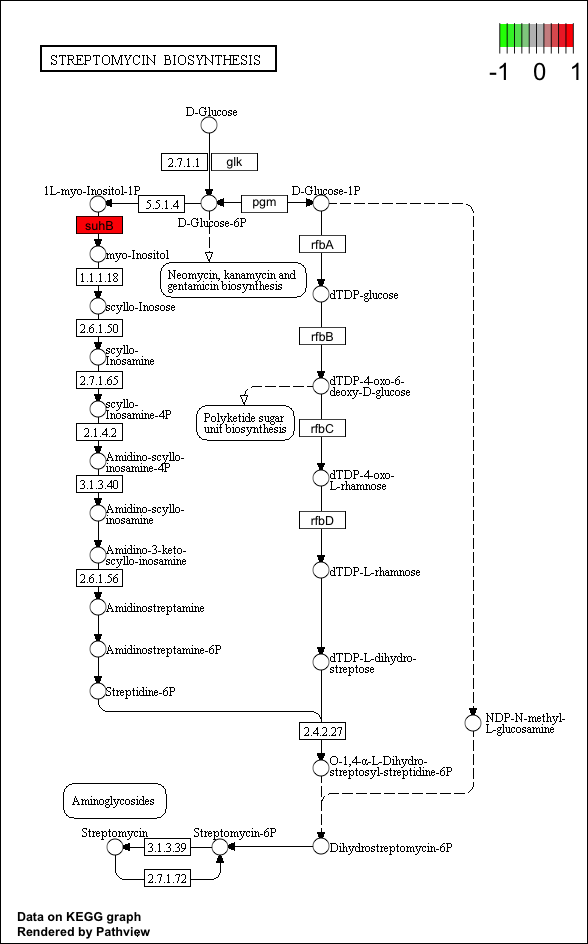 STREPTOMYCIN BIOSYNTHESIS
-1 0 1
D-Glucose
2.7.1.1 glk
1L-myo-Inositol-1P
5.5.1.4
D-Glucose-6P
pgm
D-Glucose-1P
suhB
myo-Inositol
1.1.1.18
scyllo-Inosose
2.6.1.50
scyllo-
Inosamine
2.7.1.65
scyllo-
Inosamine-4P
2.1.4.2
Amidino-scyllo-
inosamine-4P
3.1.3.40
Amidino-scyllo-
inosamine
Amidino-3-keto-
scyllo-inosamine
2.6.1.56
Amidinostreptamine
Amidinostreptamine-6P
Streptidine-6P
Neomycin, kanamycin and
gentamicin biosynthesis
rfbA
dTDP-glucose
rfbB
dTDP-4-oxo-6-
deoxy-D-glucose
Polyketide sugar
unit biosynthesis
rfbC
dTDP-4-oxo-
L-rhamnose
rfbD
dTDP-L-rhamnose
dTDP-L-dihydro-
streptose
2.4.2.27
NDP-N-methyl-
L-glucosamine
O-1,4-α-L-Dihydro-
streptosyl-streptidine-6P
Aminoglycosides
Streptomycin
3.1.3.39
Streptomycin-6P
Dihydrostreptomycin-6P
2.7.1.72
Data on KEGG graph
Rendered by Pathview